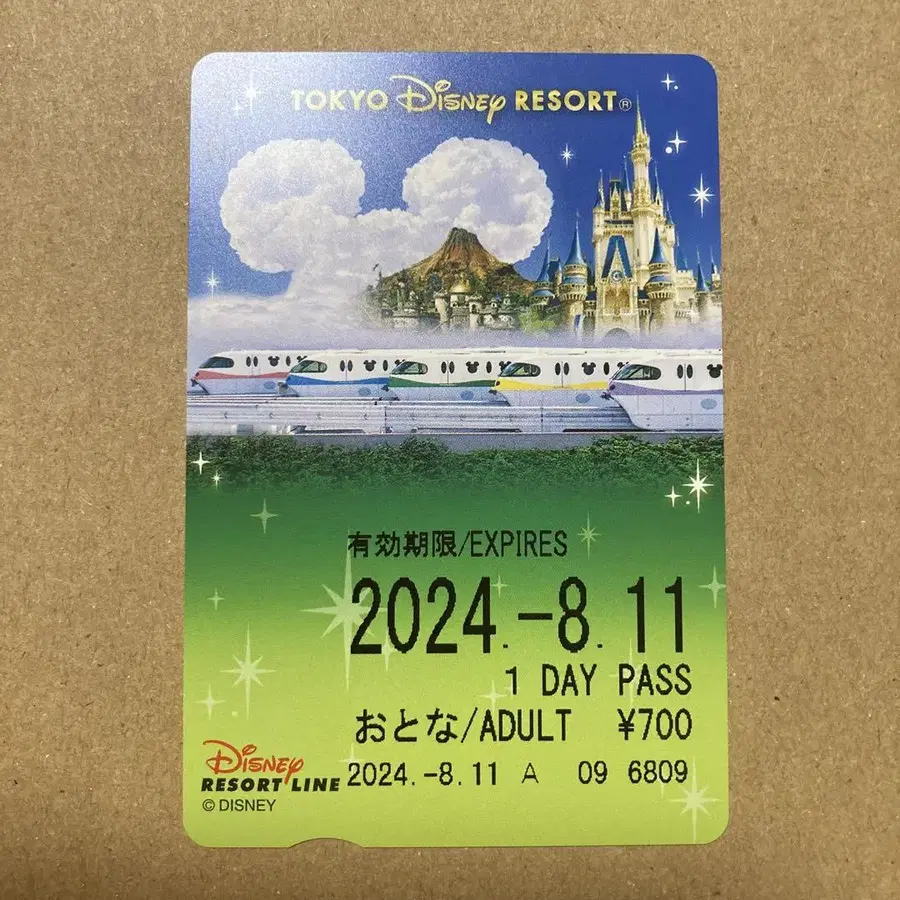 TOKYO Disney RESORT®
有効期限/EXPIRES
2024.-8.11
1 DAY PASS
おとな/ADULT ¥700
Disney
RESORT LINE
2024.-8.11 A 09 6809
© DISNEY